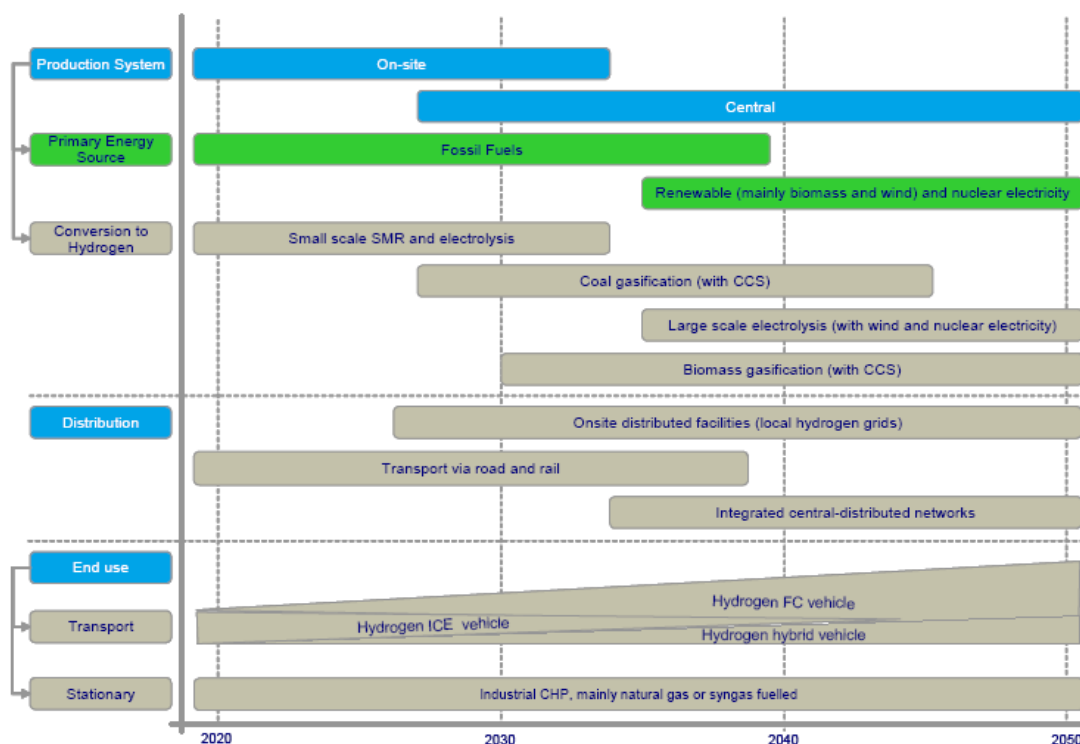 Production System
On-site
Central
Primary Energy
Source
Fossil Fuels
Renewable (mainly biomass and wind) and nuclear electricity
Conversion to
Hydrogen
Small scale SMR and electrolysis
Coal gasification (with CCS)
Large scale electrolysis (with wind and nuclear electricity)
Biomass gasification (with CCS)
Distribution
Onsite distributed facilities (local hydrogen grids)
Transport via road and rail
Integrated central-distributed networks
End use
Hydrogen FC vehicle
Transport
Hydrogen ICE vehicle
Hydrogen hybrid vehicle
Stationary
Industrial CHP, mainly natural gas or syngas fuelled
2020
2030
2040
2050